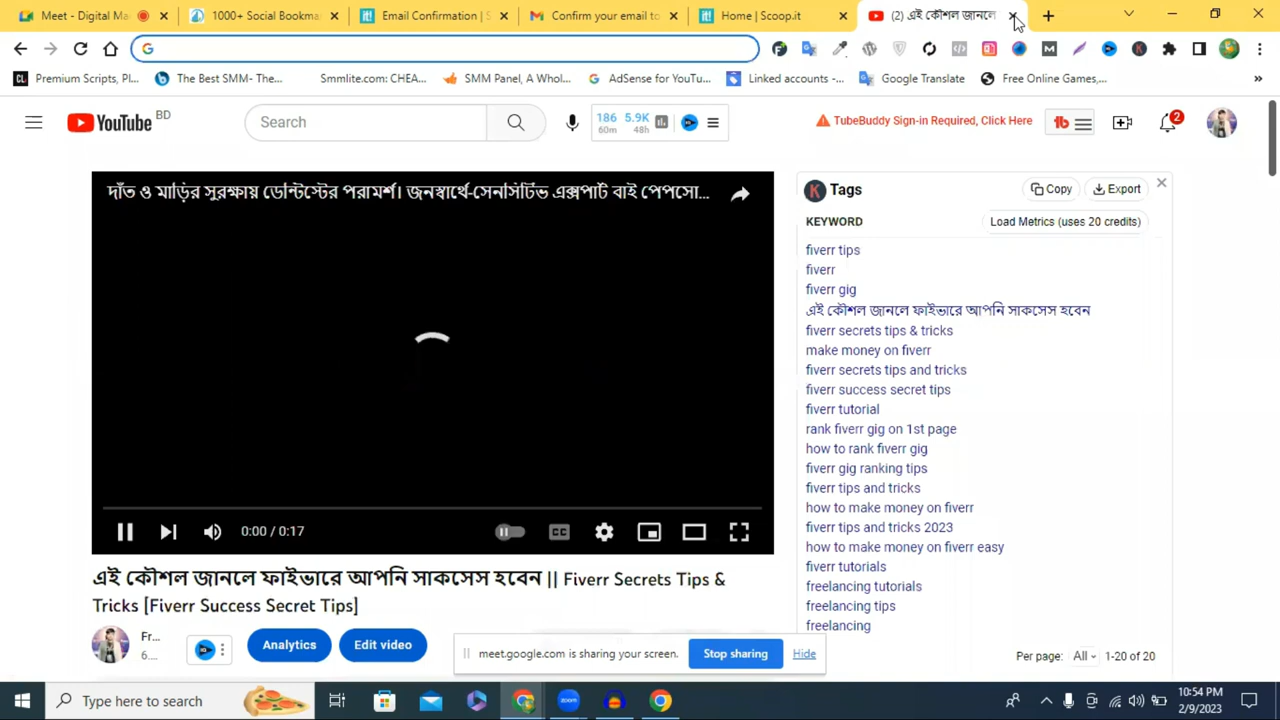 Meet - Digital Ma
1000+ Social Bookma
Email Confirmation | S
Confirm your email to
Home | Scoop.it
(2) এই কৌশল জানলে
Premium Scripts, Pl...
The Best SMM- The...
Smmlite.com: CHEA...
SMM Panel, A Whol...
AdSense for YouTu...
Linked accounts -...
Google Translate
Free Online Games,...
YouTube BD
Search
186 60m
5.9K 48h
TubeBuddy Sign-in Required, Click Here
2
দাঁত ও মাড়ির সুরক্ষায় ডেন্টিস্টের পরামর্শ। জনস্বার্থে-সেনসিটিভ এক্সপার্ট বাই পেপসো...
Tags
Copy
Export
KEYWORD
Load Metrics (uses 20 credits)
fiverr tips
fiverr
fiverr gig
এই কৌশল জানলে ফাইভারে আপনি সাকসেস হবেন
fiverr secrets tips & tricks
make money on fiverr
fiverr secrets tips and tricks
fiverr success secret tips
fiverr tutorial
rank fiverr gig on 1st page
how to rank fiverr gig
fiverr gig ranking tips
fiverr tips and tricks
how to make money on fiverr
fiverr tips and tricks 2023
how to make money on fiverr easy
fiverr tutorials
freelancing tutorials
freelancing tips
freelancing
Per page: All 1-20 of 20
0:00 / 0:17
CC
এই কৌশল জানলে ফাইভারে আপনি সাকসেস হবেন || Fiverr Secrets Tips &
Tricks [Fiverr Success Secret Tips]
Fr...
6....
Analytics
Edit video
meet.google.com is sharing your screen.
Stop sharing
Hide
Type here to search
zoom
10:54 PM
2/9/2023